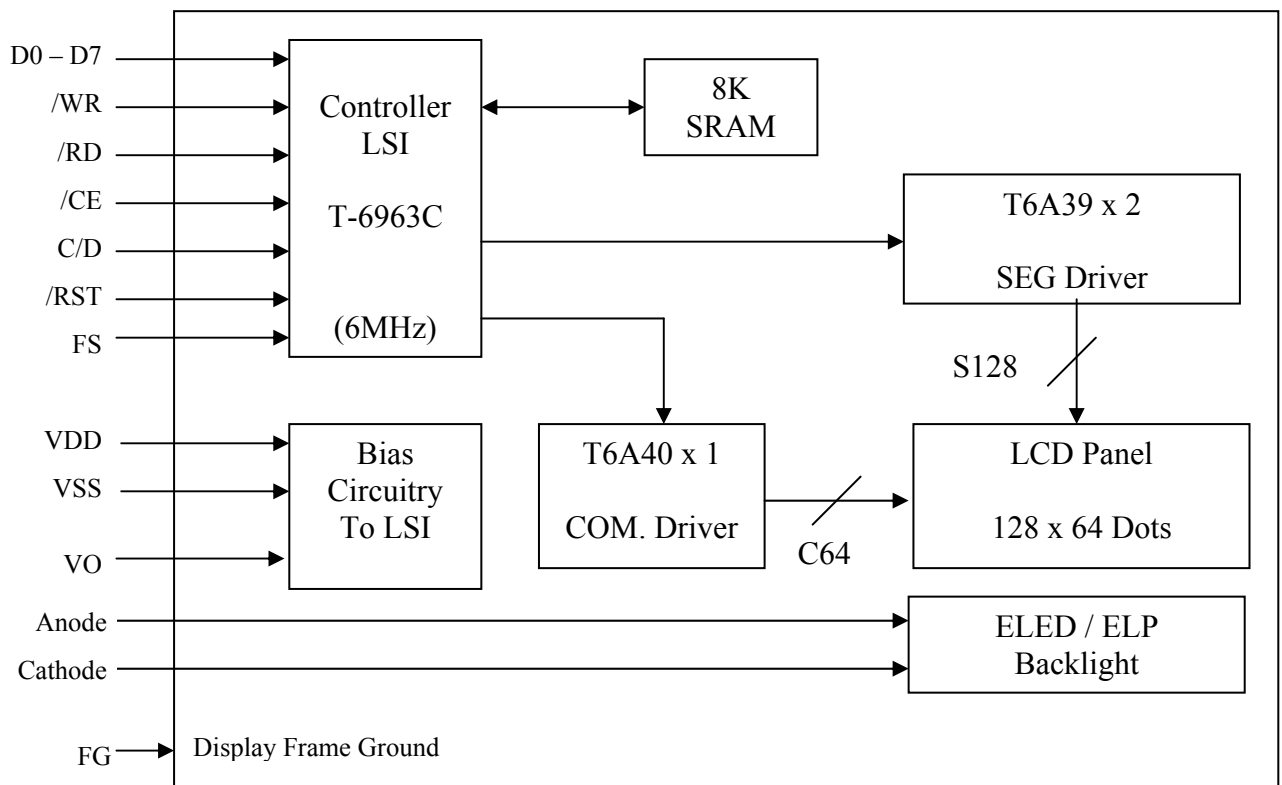 D0 – D7
/WR
/RD
/CE
C/D
/RST
FS
Controller
LSI
T-6963C
(6MHz)
8K
SRAM
T6A39 x 2
SEG Driver
S128
VDD
VSS
VO
Bias
Circuitry
To LSI
T6A40 x 1
COM. Driver
C64
LCD Panel
128 x 64 Dots
Anode
Cathode
ELED / ELP
Backlight
FG
Display Frame Ground